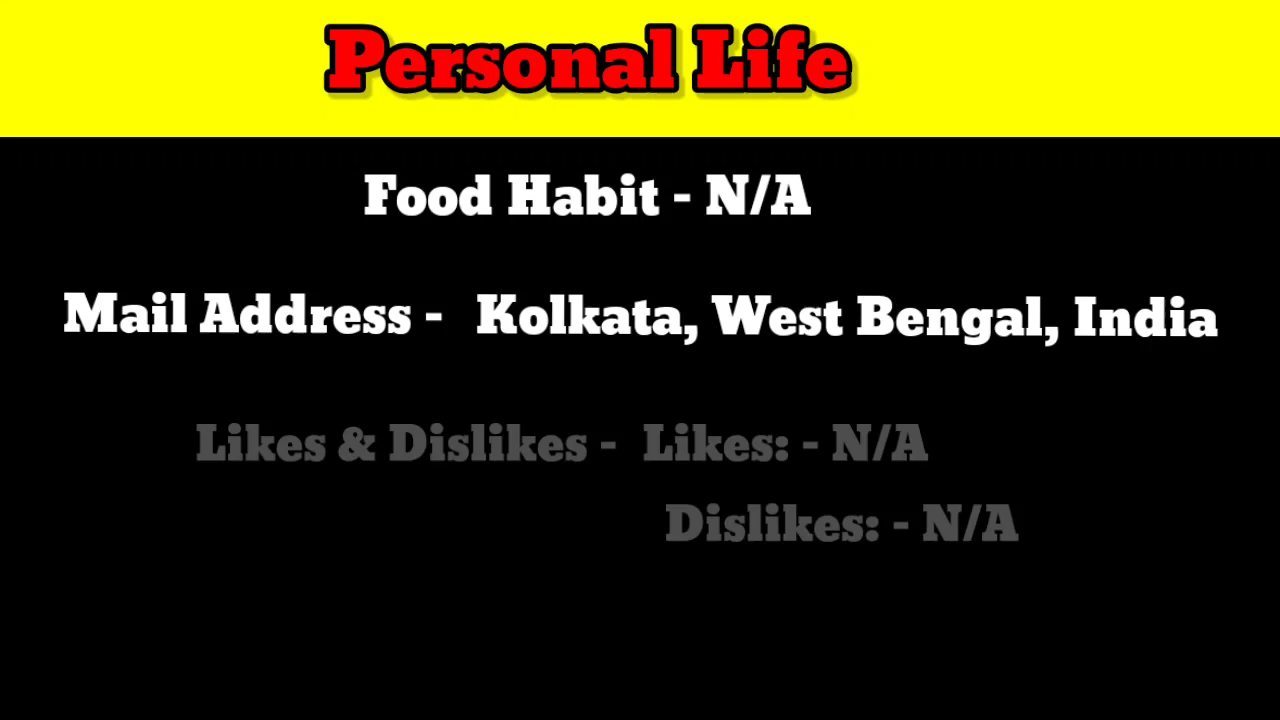 Personal Life
Food Habit - N/A
Mail Address - Kolkata, West Bengal, India
Likes & Dislikes - Likes: - N/A
Dislikes: - N/A